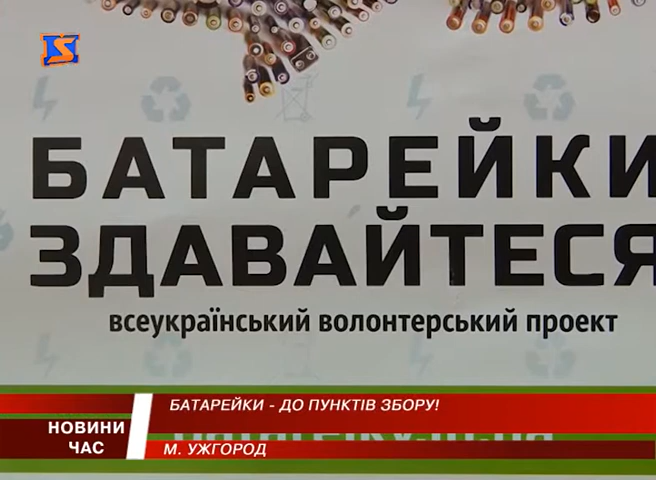 БАТАРЕЙКИ
ЗДАВАЙТЕСЯ
всеукраїнський волонтерський проект
БАТАРЕЙКИ - ДО ПУНКТІВ ЗБОРУ!
НОВИНИ
ЧАС
М. УЖГОРОД